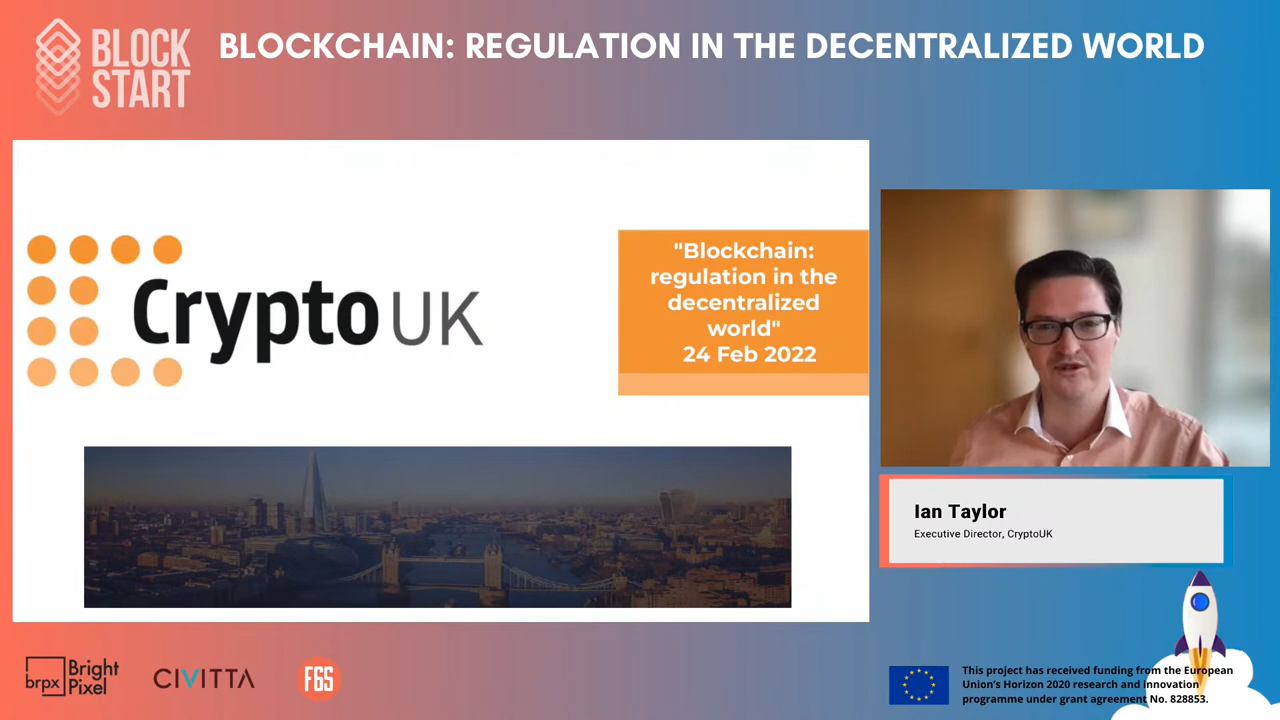 BLOCK
START
BLOCKCHAIN: REGULATION IN THE DECENTRALIZED WORLD
Crypto UK
"Blockchain:
regulation in the
decentralized
world"
24 Feb 2022
Ian Taylor
Executive Director, CryptoUK
brpx
Bright
Pixel
CIVITTA
F6S
This project has received funding from the European
Union's Horizon 2020 research and innovation
programme under grant agreement No. 828853.